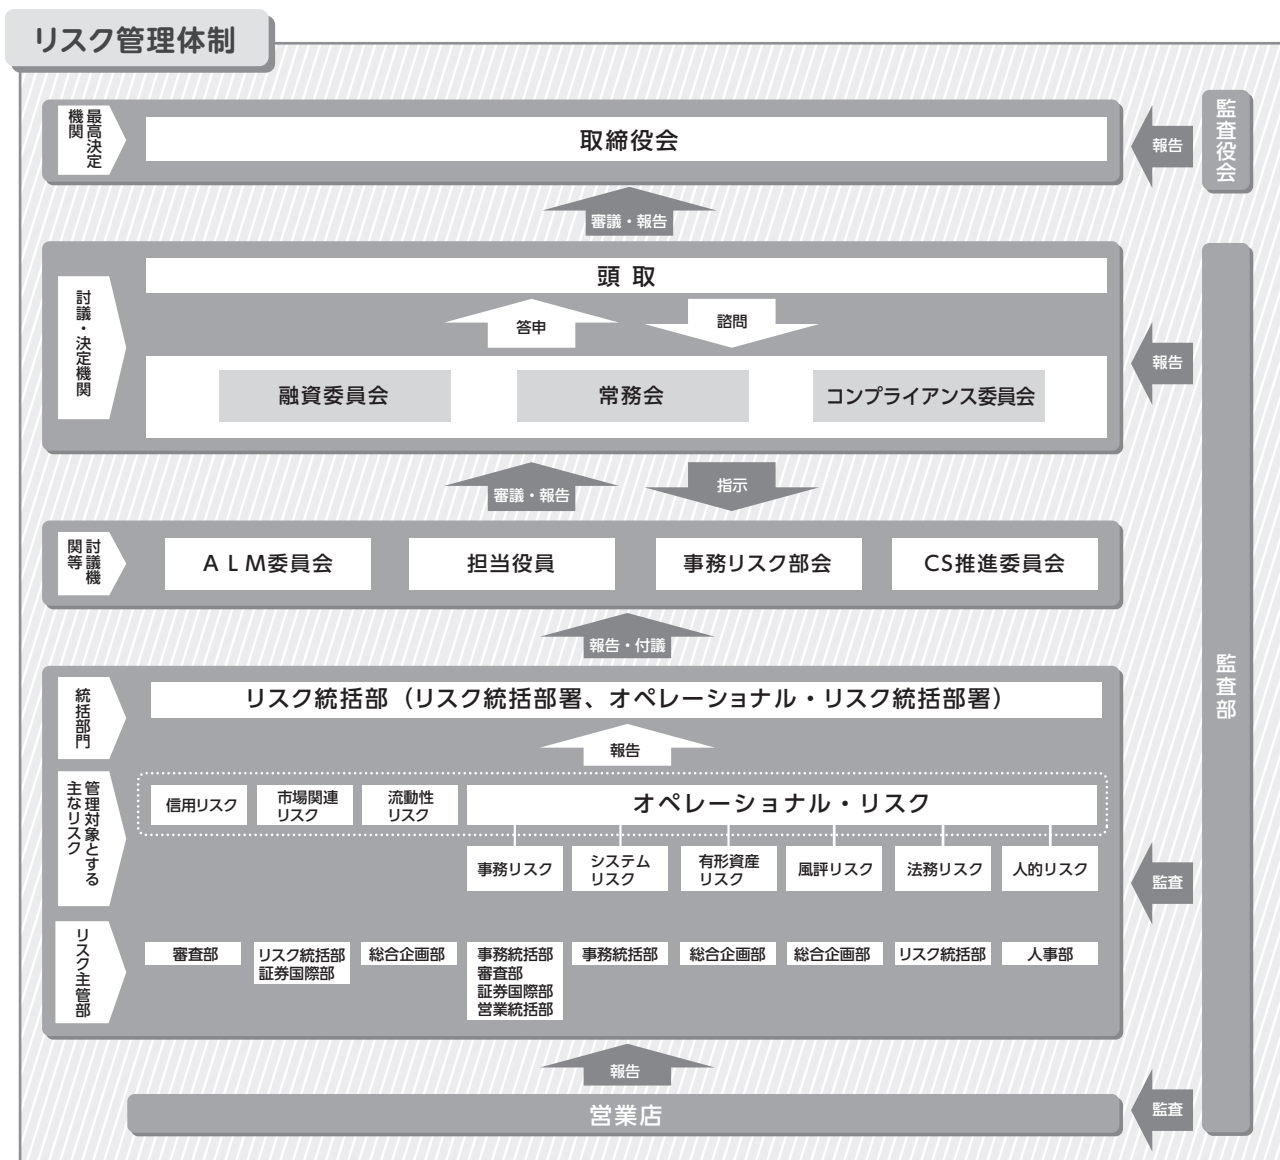 リスク管理体制
最高決定
機関
取締役会
報告
監査役会
審議・報告
討議・決定機関
頭取
答申
諮問
融資委員会
常務会
コンプライアンス委員会
報告
審議・報告
指示
討議機
関等
ALM委員会
担当役員
事務リスク部会
CS推進委員会
報告・付議
監査部
統括部門
リスク統括部（リスク統括部署、オペレーショナル・リスク統括部署）
報告
管理対象とする
主なリスク
信用リスク
市場関連
リスク
流動性
リスク
オペレーショナル・リスク
事務リスク
システム
リスク
有形資産
リスク
風評リスク
法務リスク
人的リスク
監査
リスク主管部
審査部
リスク統括部
証券国際部
総合企画部
事務統括部
審査部
証券国際部
営業統括部
事務統括部
総合企画部
総合企画部
リスク統括部
人事部
報告
営業店
監査